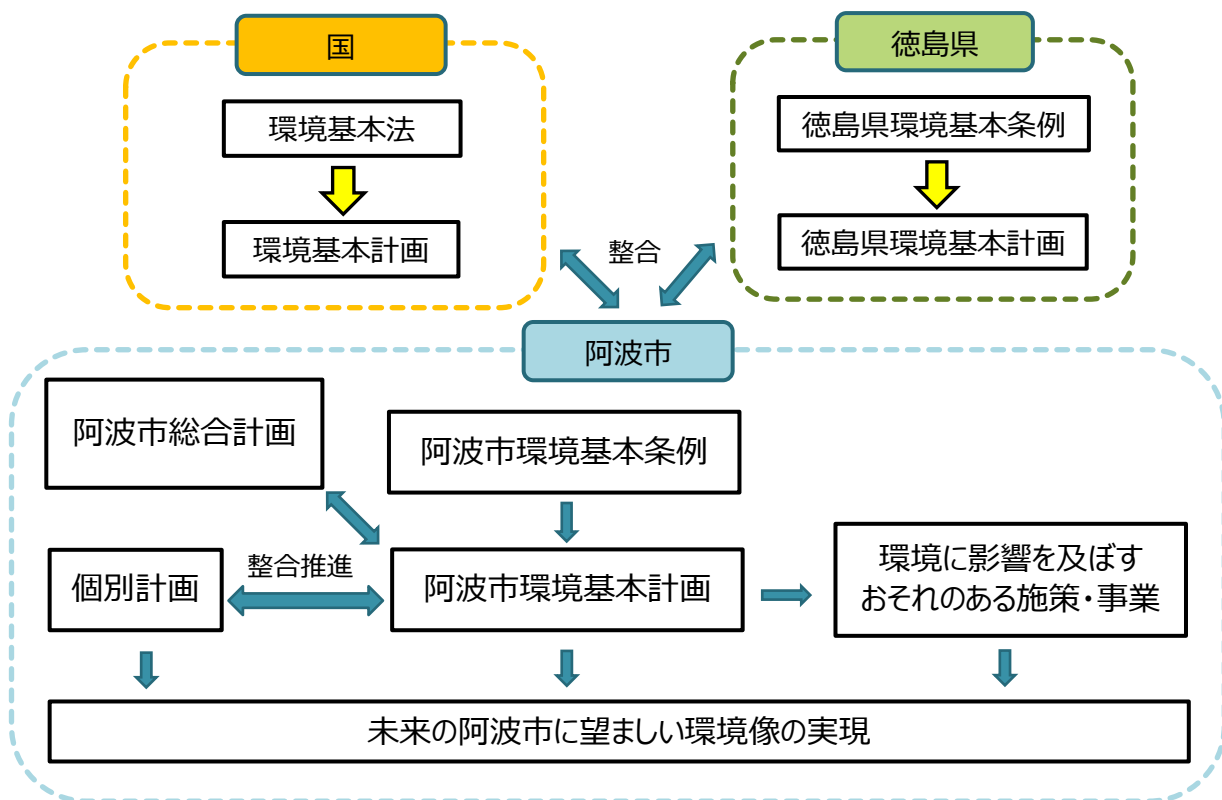 国
徳島県
環境基本法
徳島県環境基本条例
環境基本計画
徳島県環境基本計画
整合
阿波市
阿波市総合計画
阿波市環境基本条例
個別計画
整合推進
阿波市環境基本計画
環境に影響を及ぼす
おそれのある施策・事業
未来の阿波市に望ましい環境像の実現